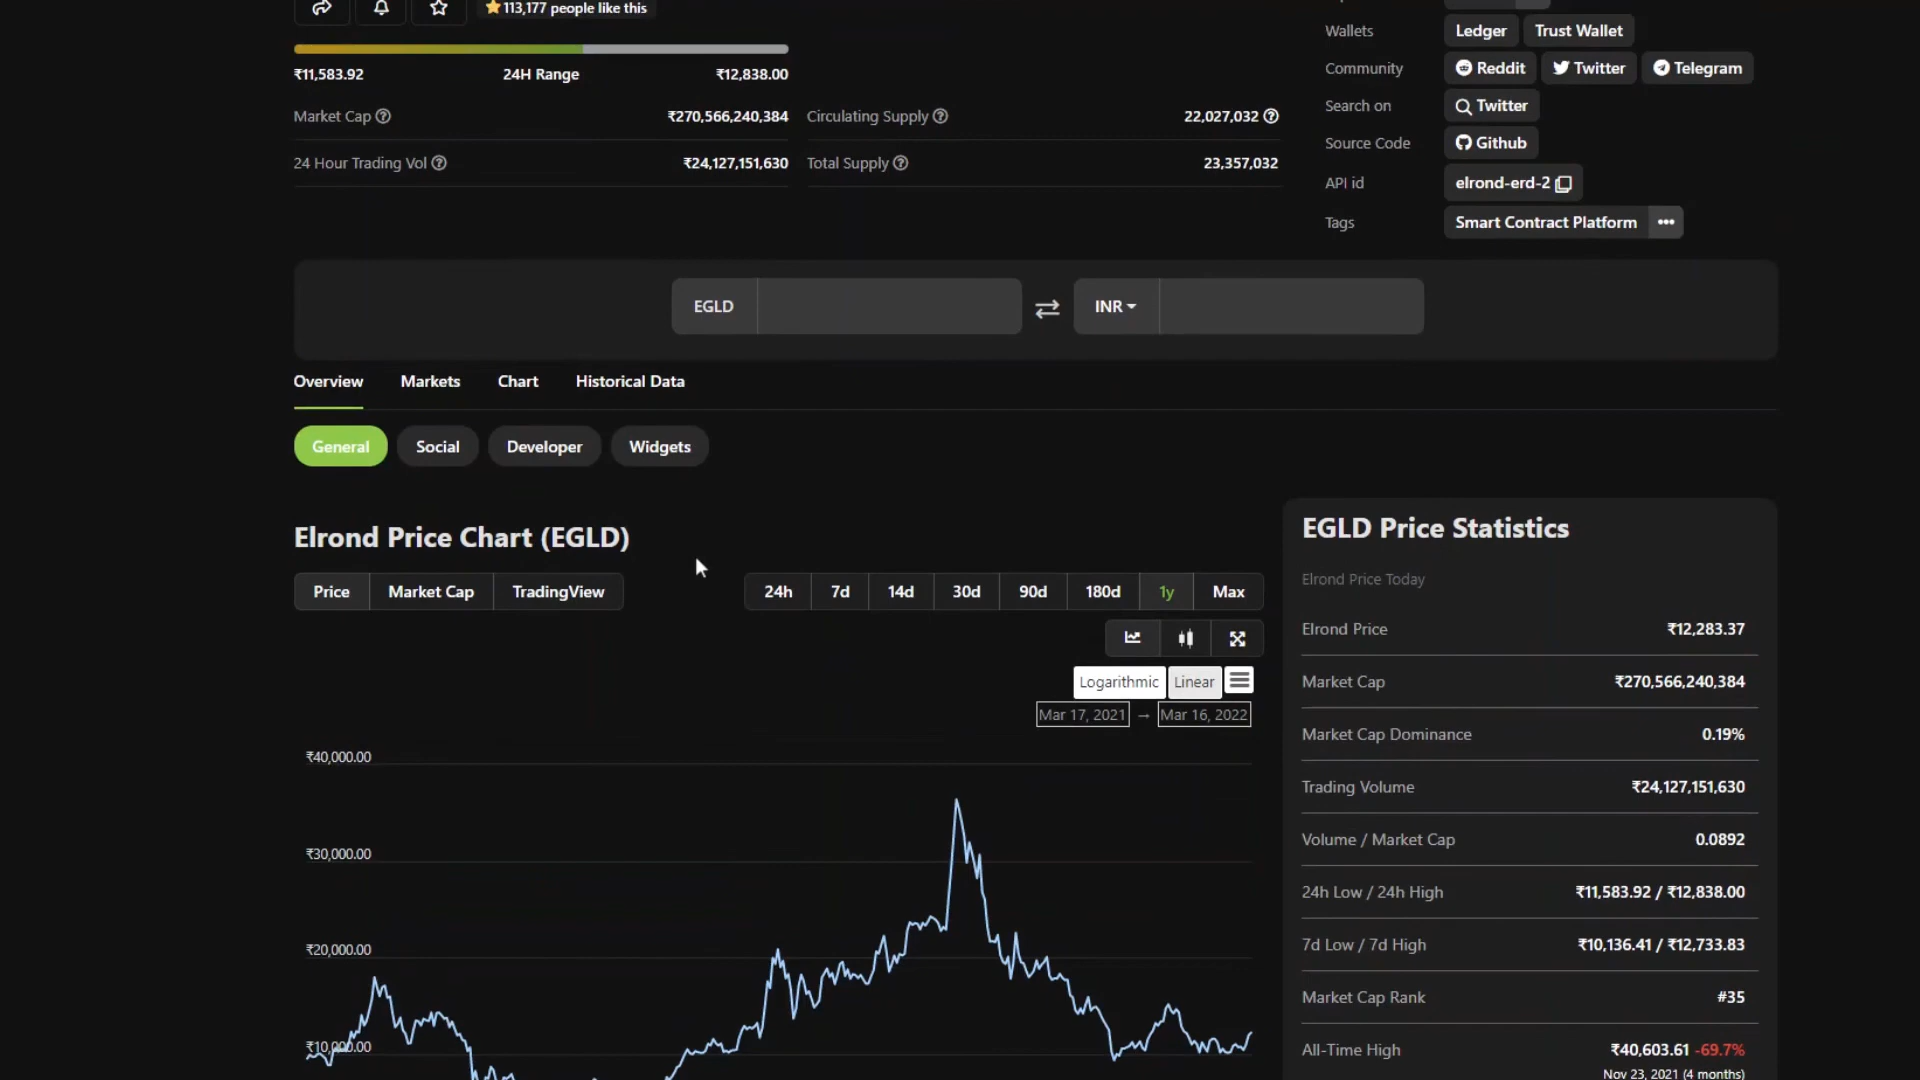 113,177 people like this
₹11,583.92 24H Range ₹12,838.00
Market Cap ₹270,566,240,384
Circulating Supply 22,027,032
24 Hour Trading Vol ₹24,127,151,630
Total Supply 23,357,032
Wallets Ledger Trust Wallet
Community Reddit Twitter Telegram
Search on Twitter
Source Code Github
API id elrond-erd-2
Tags Smart Contract Platform •••
EGLD INR
Overview Markets Chart Historical Data
General Social Developer Widgets
Elrond Price Chart (EGLD)
Price Market Cap TradingView
24h 7d 14d 30d 90d 180d 1y Max
Logarithmic Linear
Mar 17, 2021 → Mar 16, 2022
₹40,000.00
₹30,000.00
₹20,000.00
₹10,000.00
EGLD Price Statistics
Elrond Price Today
Elrond Price ₹12,283.37
Market Cap ₹270,566,240,384
Market Cap Dominance 0.19%
Trading Volume ₹24,127,151,630
Volume / Market Cap 0.0892
24h Low / 24h High ₹11,583.92 / ₹12,838.00
7d Low / 7d High ₹10,136.41 / ₹12,733.83
Market Cap Rank #35
All-Time High ₹40,603.61 -69.7%
Nov 23, 2021 (4 months)